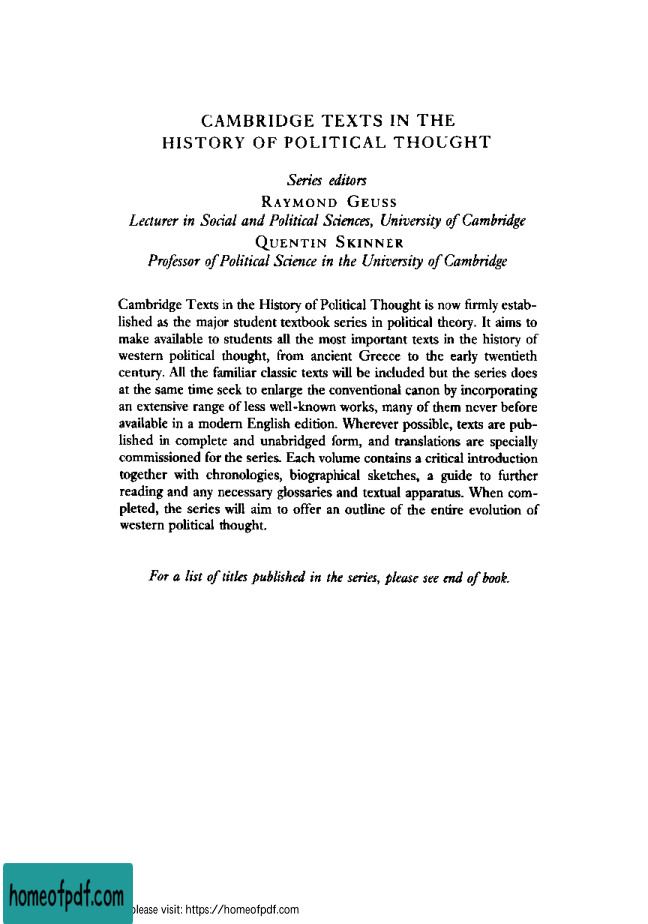 CAMBRIDGE TEXTS IN THE
HISTORY OF POLITICAL THOUGHT
Series editors
RAYMOND GEUSS
Lecturer in Social and Political Sciences, University of Cambridge
QUENTIN SKINNER
Professor of Political Science in the University of Cambridge
Cambridge Texts in the History of Political Thought is now firmly estab-
lished as the major student textbook series in political theory. It aims to
make available to students all the most important texts in the history of
western political thought, from ancient Greece to the early twentieth
century. All the familiar classic texts will be included but the series does
at the same time seek to enlarge the conventional canon by incorporating
an extensive range of less well-known works, many of them never before
available in a modern English edition. Wherever possible, texts are pub-
lished in complete and unabridged form, and translations are specially
commissioned for the series. Each volume contains a critical introduction
together with chronologies, biographical sketches, a guide to further
reading and any necessary glossaries and textual apparatus. When com-
pleted, the series will aim to offer an outline of the entire evolution of
western political thought.
For a list of titles published in the series, please see end of book.
homeofpdf.com
please visit: https://homeofpdf.com